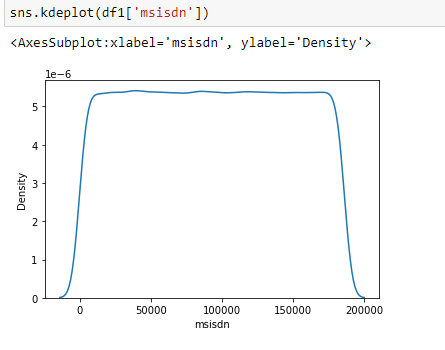 sns.kdeplot(df1['msisdn'])
<AxesSubplot:xlabel='msisdn', ylabel='Density'>
1e−6
5
4
3
2
1
0
Density
0 50000 100000 150000 200000
msisdn